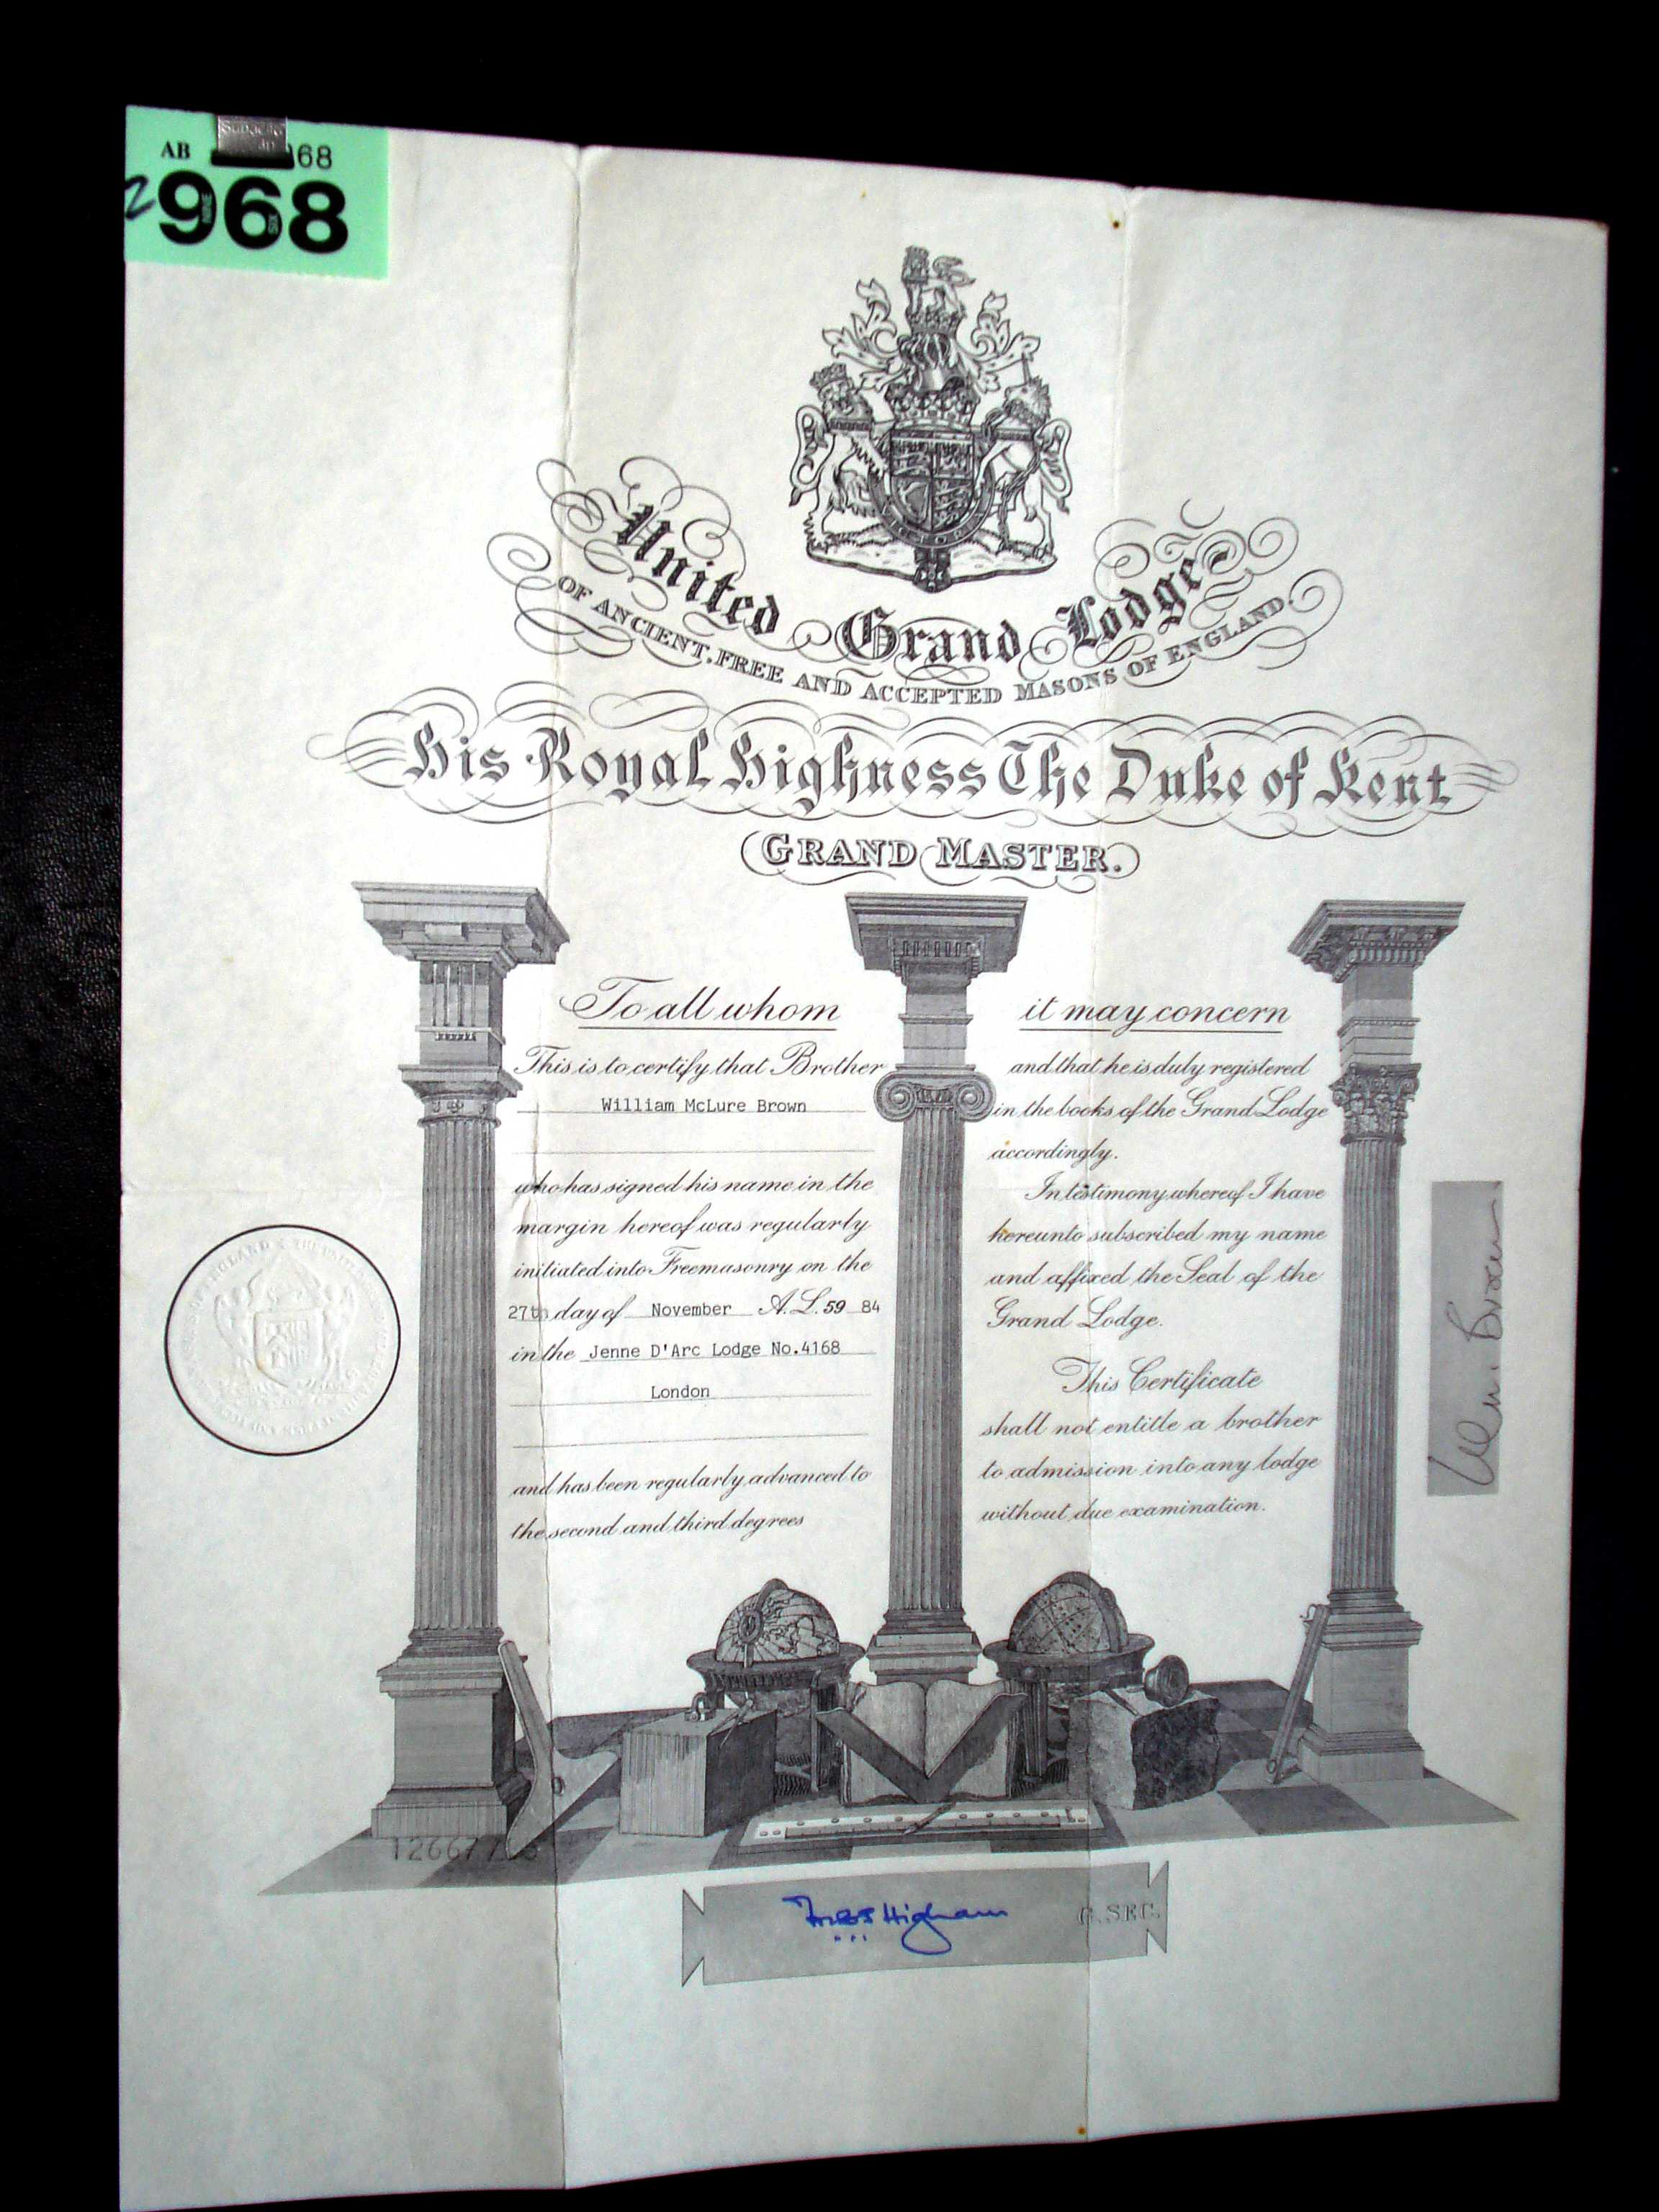 AB 68
2968
United Grand Lodge
OF ANCIENT, FREE AND ACCEPTED MASONS OF ENGLAND.
His Royal Highness The Duke of Kent
GRAND MASTER.
To all whom
This is to certify that Brother
William McLure Brown
who has signed his name in the
margin hereof was regularly
initiated into Freemasonry on the
27th day of November A.L. 59 84
in the Jenne D'Arc Lodge No.4168
London
and has been regularly advanced to
the second and third degrees
it may concern
and that he is duly registered
in the books of the Grand Lodge
accordingly.
In testimony whereof I have
hereunto subscribed my name
and affixed the Seal of the
Grand Lodge.
This Certificate
shall not entitle a brother
to admission into any lodge
without due examination.
Wm. Brown
Higham G. SEC.